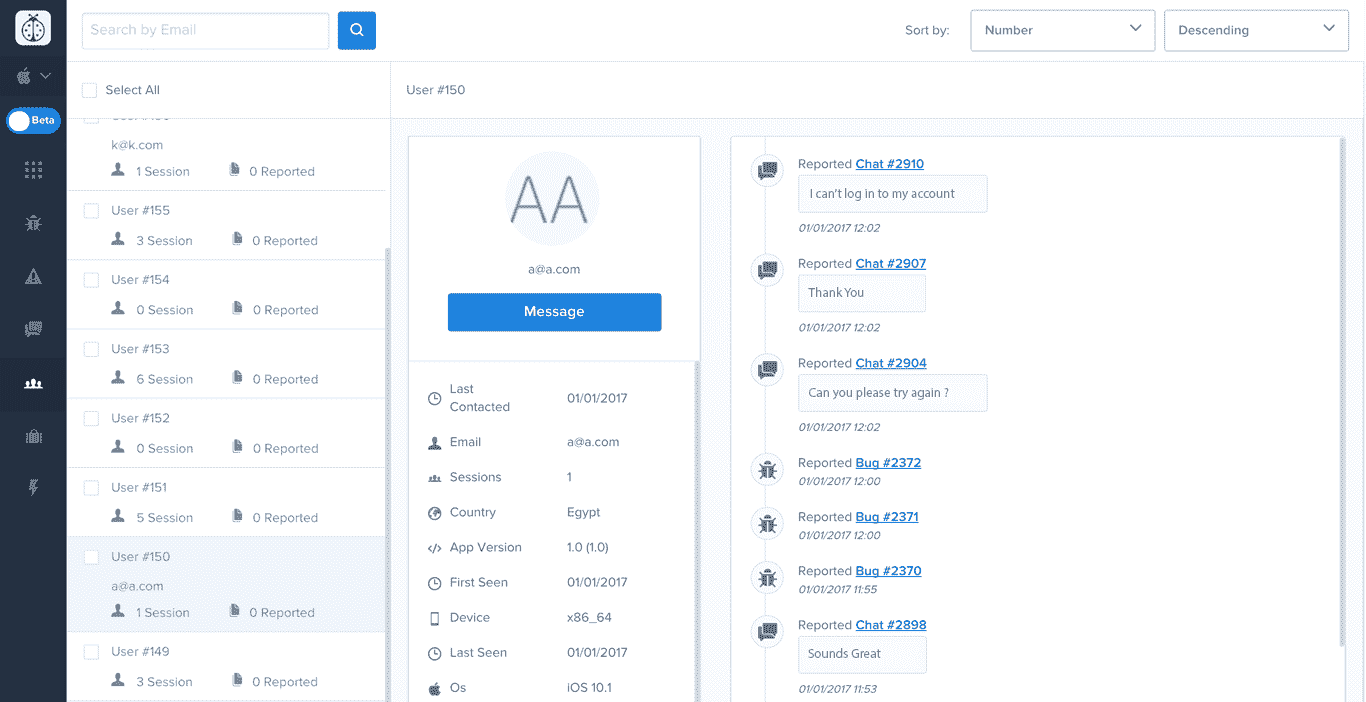 Search by Email
Sort by:
Number
Descending
Beta
Select All
k@k.com
1 Session 0 Reported
User #155
3 Session 0 Reported
User #154
0 Session 0 Reported
User #153
6 Session 0 Reported
User #152
0 Session 0 Reported
User #151
5 Session 0 Reported
User #150
a@a.com
1 Session 0 Reported
User #149
3 Session 0 Reported
User #150
AA
a@a.com
Message
Last
Contacted 01/01/2017
Email a@a.com
Sessions 1
Country Egypt
App Version 1.0 (1.0)
First Seen 01/01/2017
Device x86_64
Last Seen 01/01/2017
Os iOS 10.1
Reported Chat #2910
I can't log in to my account
01/01/2017 12:02
Reported Chat #2907
Thank You
01/01/2017 12:02
Reported Chat #2904
Can you please try again ?
01/01/2017 12:02
Reported Bug #2372
01/01/2017 12:00
Reported Bug #2371
01/01/2017 12:00
Reported Bug #2370
01/01/2017 11:55
Reported Chat #2898
Sounds Great
01/01/2017 11:53